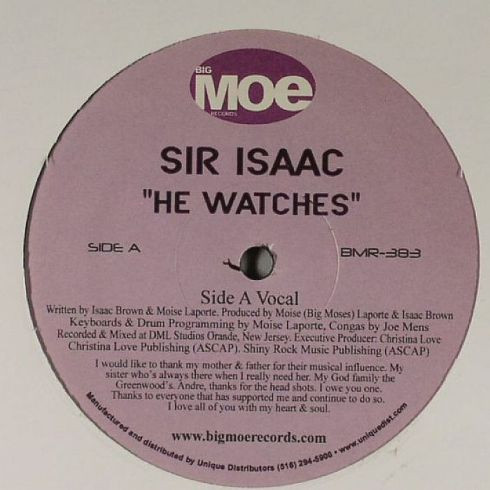 BIG
MOE
RECORDS
SIR ISAAC
"HE WATCHES"
SIDE A
BMR-383
Side A Vocal
Written by Isaac Brown & Moise Laporte. Produced by Moise (Big Moses) Laporte & Isaac Brown
Keyboards & Drum Programming by Moise Laporte, Congas by Joe Mens
Recorded & Mixed at DML Studios Orande, New Jersey. Executive Producer: Christina Love
Christina Love Publishing (ASCAP). Shiny Rock Music Publishing (ASCAP)
I would like to thank my mother & father for their musical influence. My
sister who's always there when I really need her. My God family the
Greenwood's. Andre, thanks for the head shots. I owe you one.
Thanks to everyone that has supported me and continue to do so.
I love all of you with my heart & soul.
www.bigmoerecords.com
Manufactured and distributed by Unique Distributors (516) 294-5900 • www.uniquedist.com